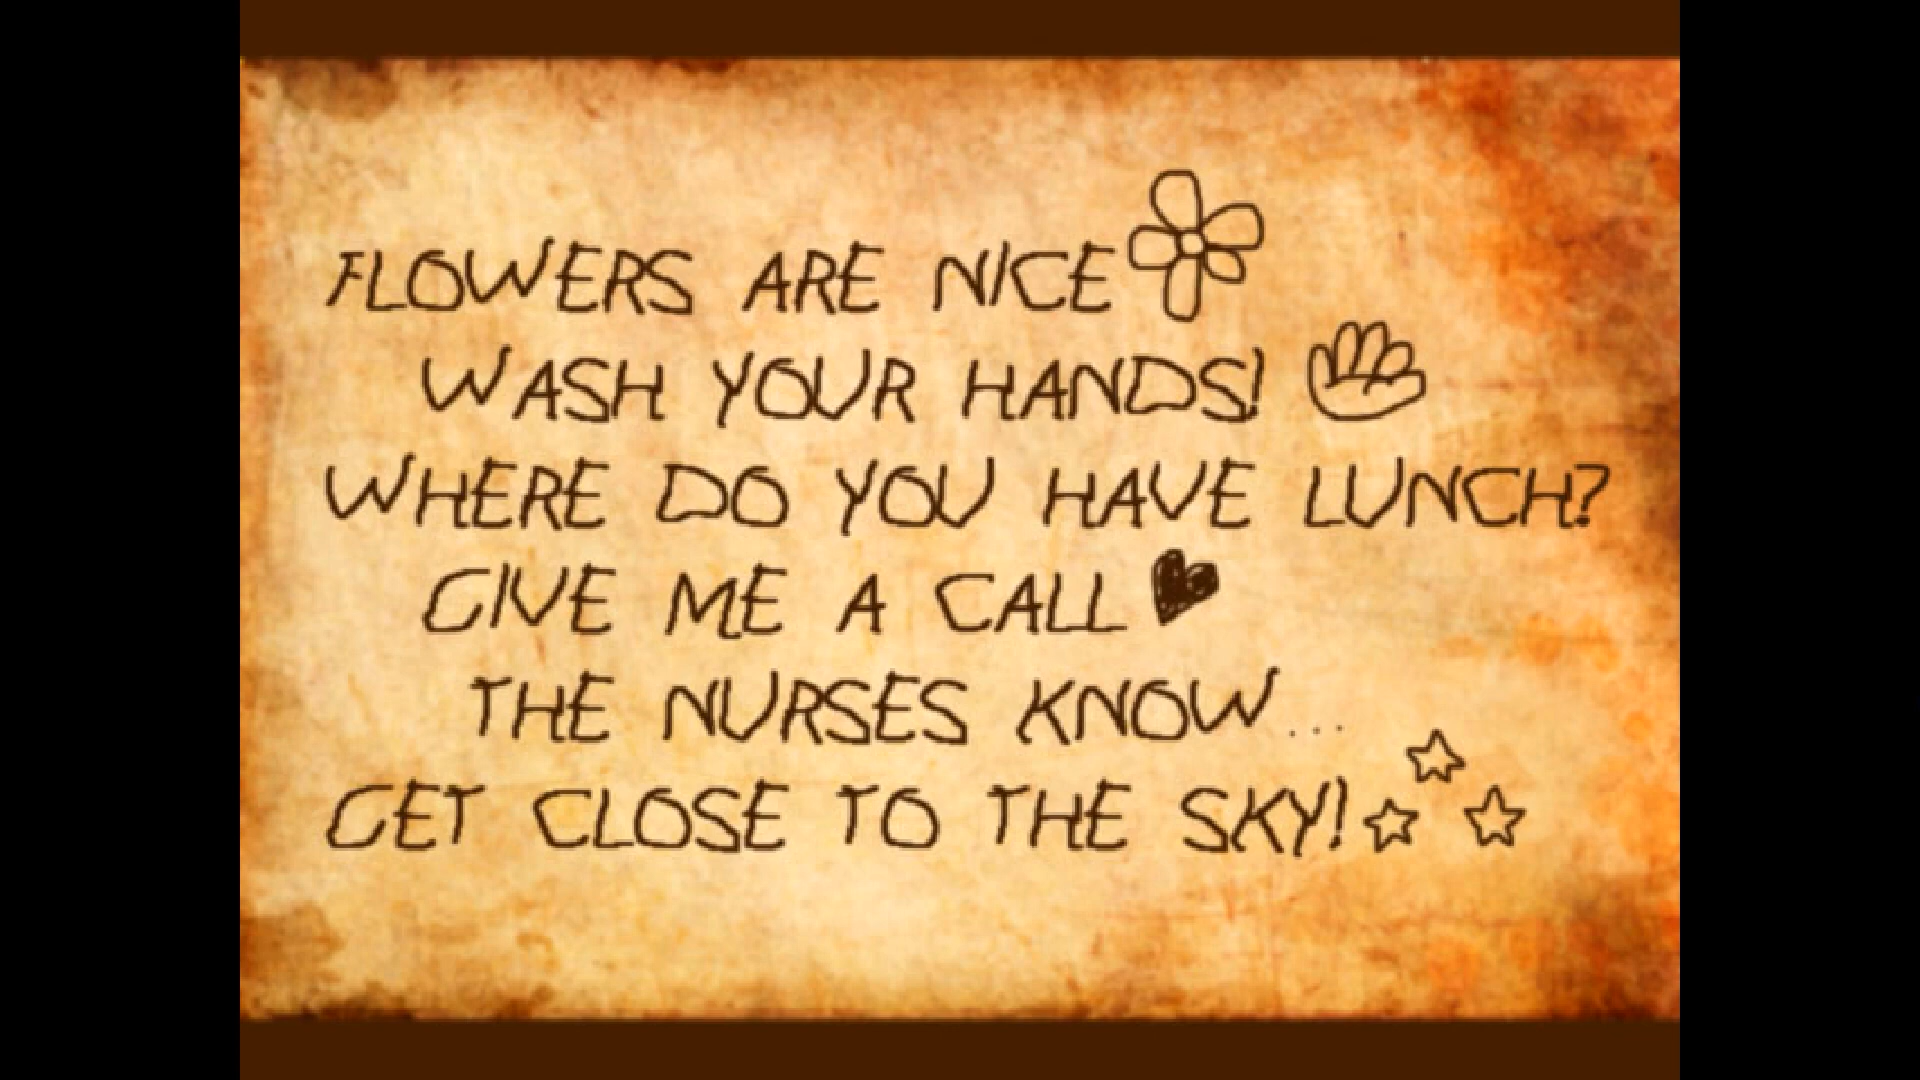 FLOWERS ARE NICE
WASH YOUR HANDS!
WHERE DO YOU HAVE LUNCH?
GIVE ME A CALL
THE NURSES KNOW...
GET CLOSE TO THE SKY!